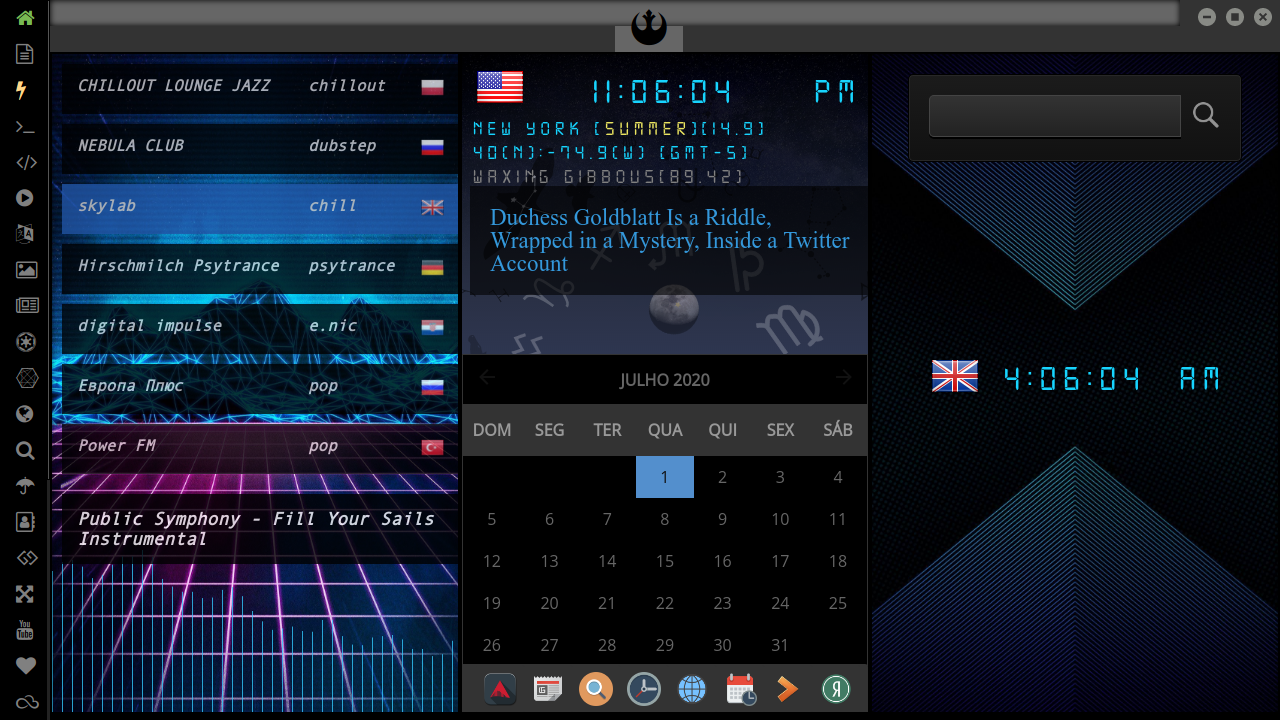 CHILLOUT LOUNGE JAZZ chillout
NEBULA CLUB dubstep
skylab chill
Hirschmilch Psytrance psytrance
digital impulse e.nic
Европа Плюс pop
Power FM pop
Public Symphony - Fill Your Sails
Instrumental
11:06:04 PM
NEW YORK (SUMMER)[14.9]
40(N):-74.9(W) (GMT-5)
WAXING GIBBOUS[89.42]
Duchess Goldblatt Is a Riddle,
Wrapped in a Mystery, Inside a Twitter
Account
JULHO 2020
DOM SEG TER QUA QUI SEX SÁB
1 2 3 4
5 6 7 8 9 10 11
12 13 14 15 16 17 18
19 20 21 22 23 24 25
26 27 28 29 30 31
4:06:04 AM
You
Tube
Я